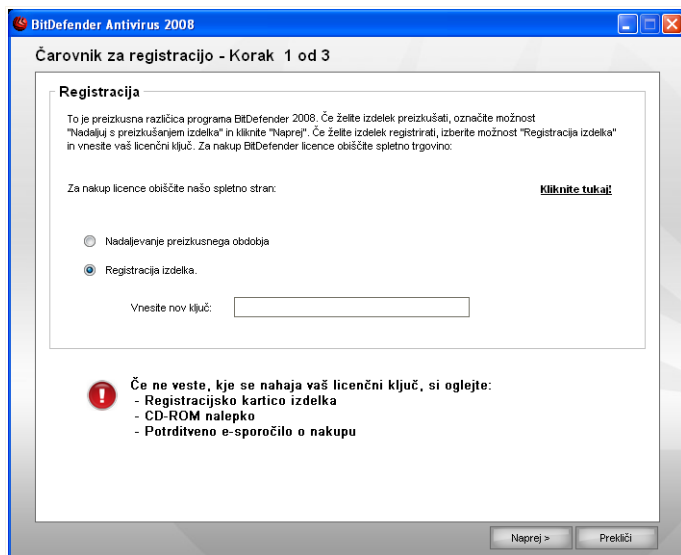 BitDefender Antivirus 2008
Čarovnik za registracijo - Korak 1 od 3
Registracija
To je preizkusna različica programa BitDefender 2008. Če želite izdelek preizkušati, označite možnost
"Nadaljuj s preizkušanjem izdelka" in kliknite "Naprej". Če želite izdelek registrirati, izberite možnost "Registracija izdelka"
in vnesite vaš licenčni ključ. Za nakup BitDefender licence obiščite spletno trgovino:
Za nakup licence obiščite našo spletno stran:
Kliknite tukaj!
Nadaljevanje preizkusnega obdobja
Registracija izdelka.
Vnesite nov ključ:
Če ne veste, kje se nahaja vaš licenčni ključ, si oglejte:
- Registracijsko kartico izdelka
- CD-ROM nalepko
- Potrditveno e-sporočilo o nakupu
Naprej >
Prekliči